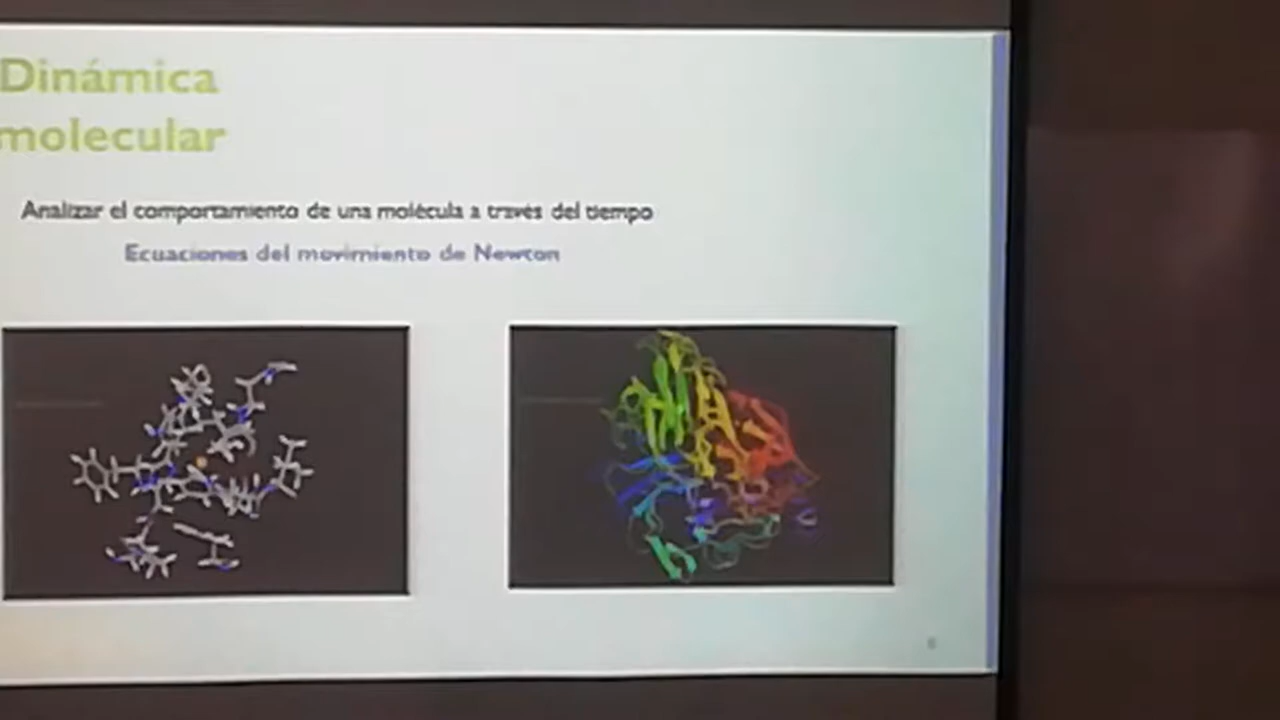 Dinámica
molecular
Analizar el comportamiento de una molécula a través del tiempo
Ecuaciones del movimiento de Newton